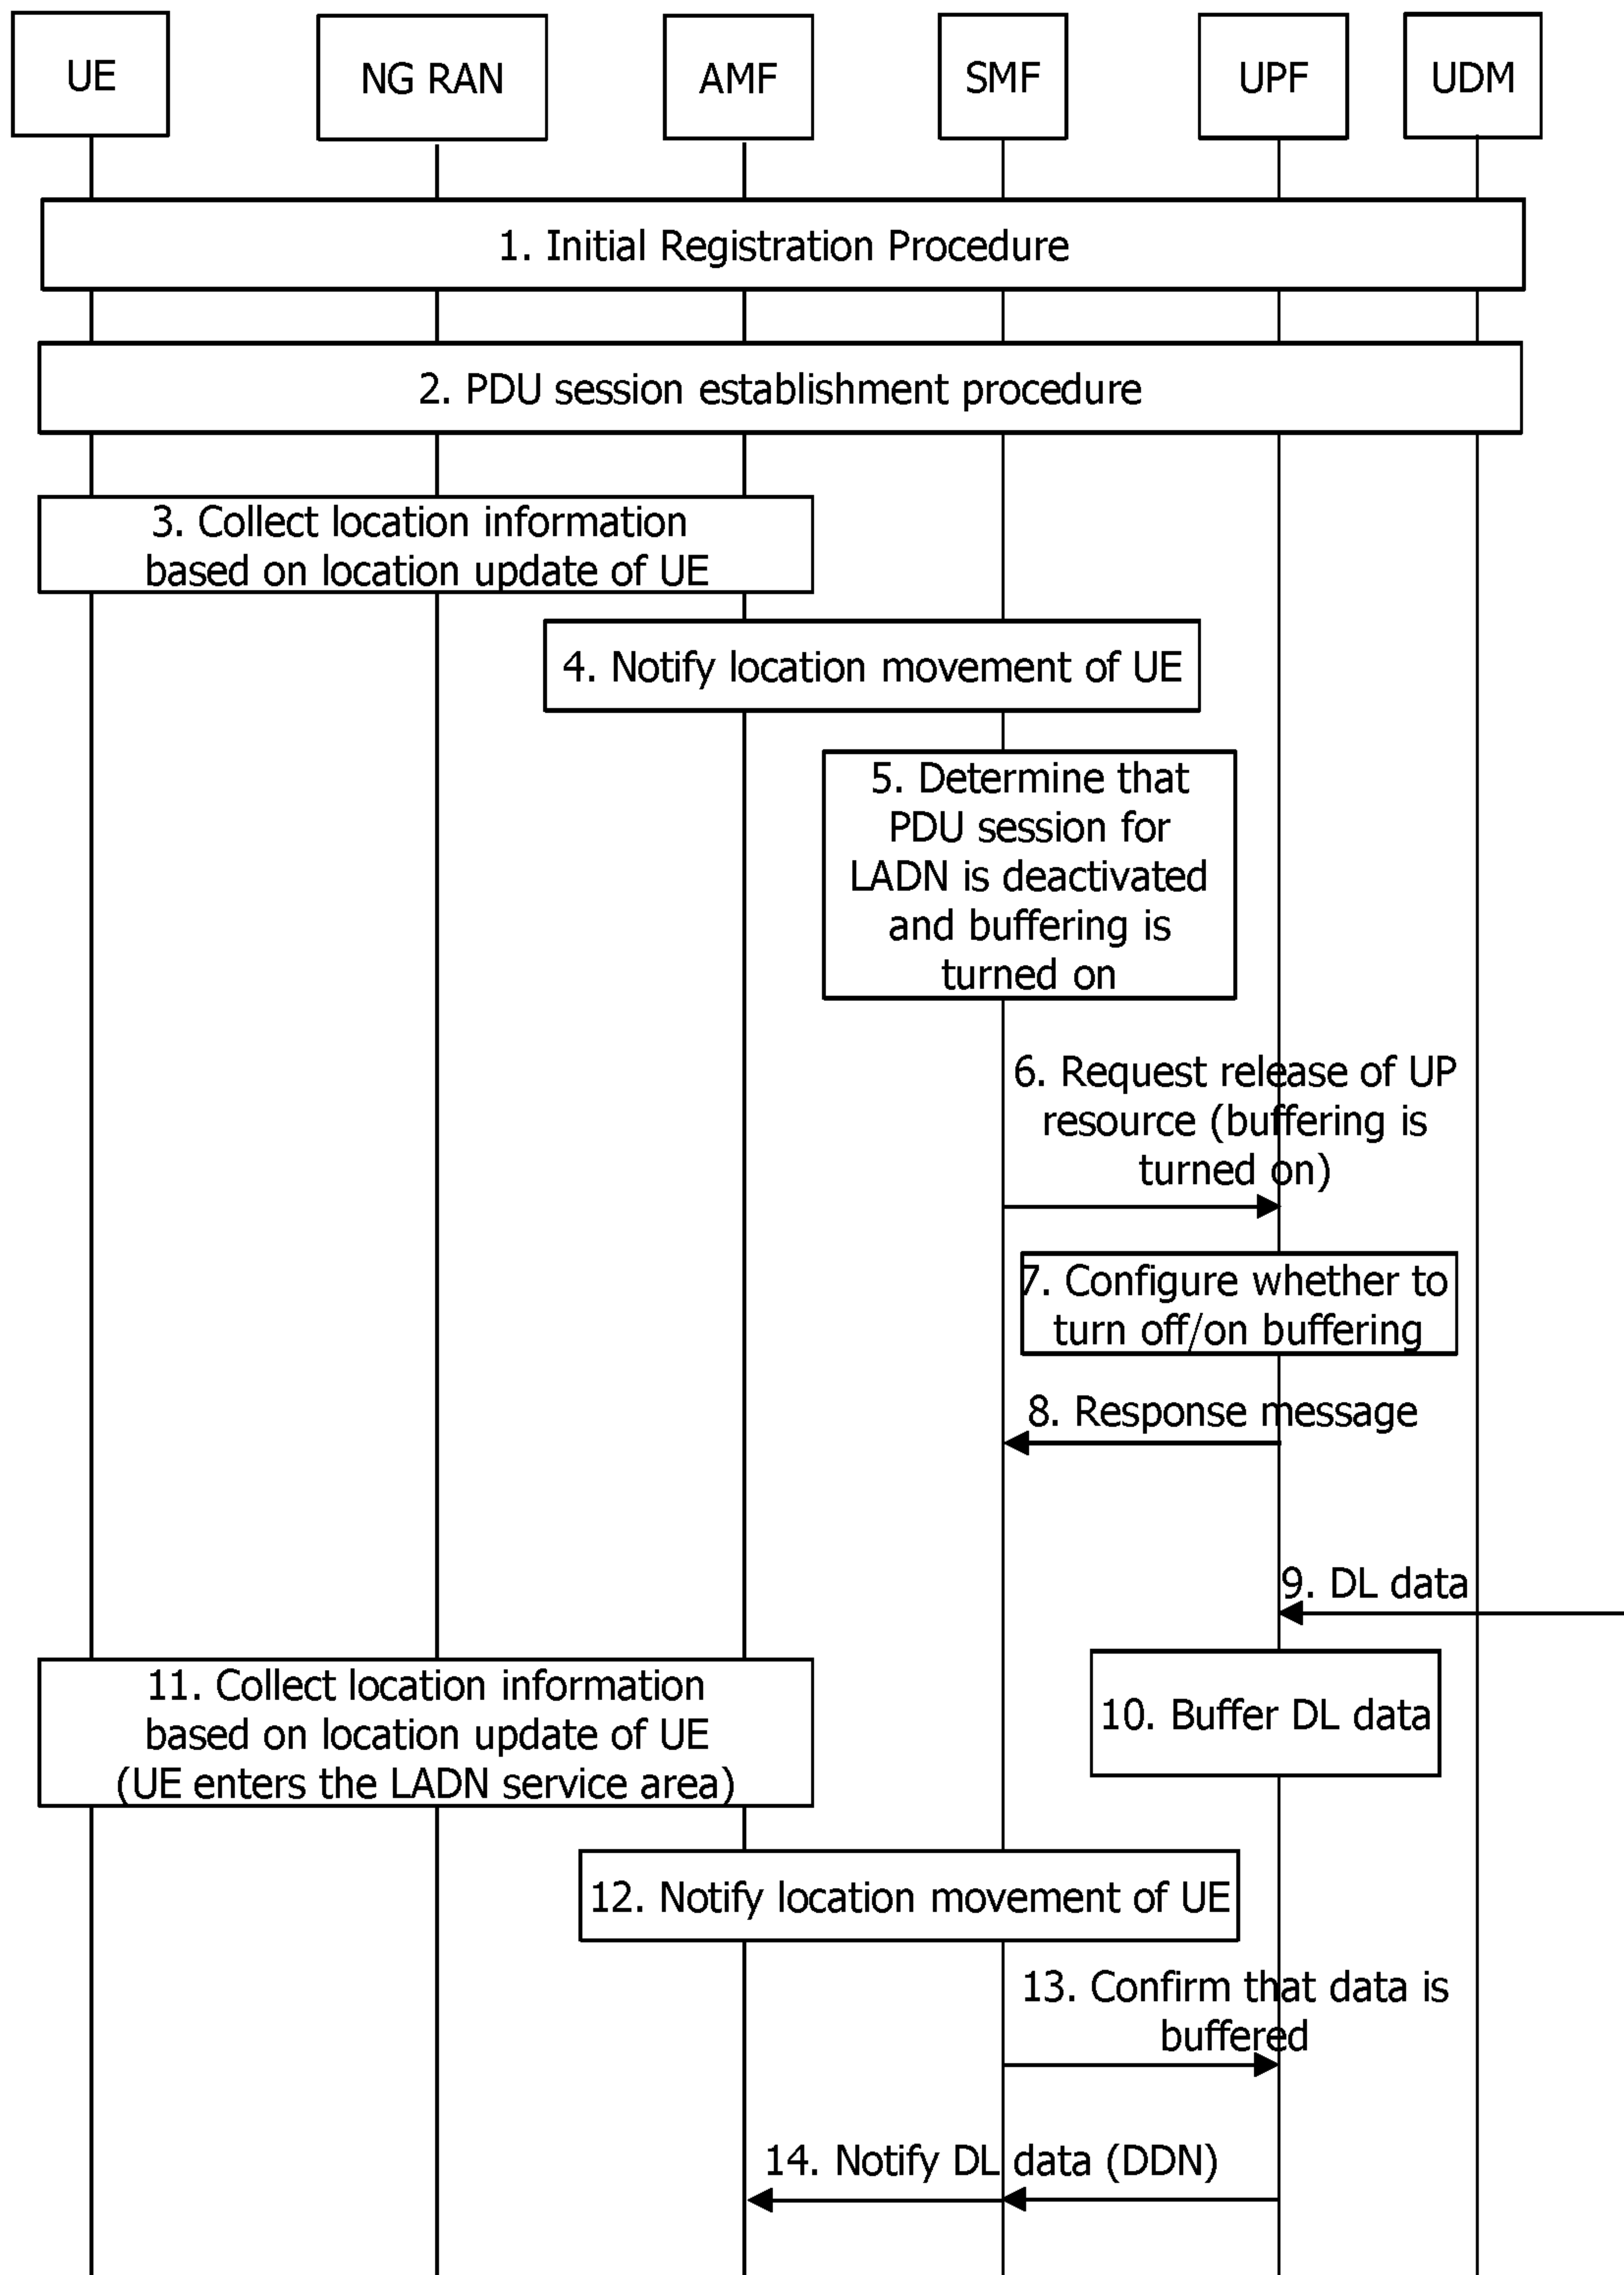 UE
NG RAN
AMF
SMF
UPF
UDM
1. Initial Registration Procedure
2. PDU session establishment procedure
3. Collect location information
based on location update of UE
4. Notify location movement of UE
5. Determine that
PDU session for
LADN is deactivated
and buffering is
turned on
6. Request release of UP
resource (buffering is
turned on)
7. Configure whether to
turn off/on buffering
8. Response message
9. DL data
10. Buffer DL data
11. Collect location information
based on location update of UE
(UE enters the LADN service area)
12. Notify location movement of UE
13. Confirm that data is
buffered
14. Notify DL data (DDN)